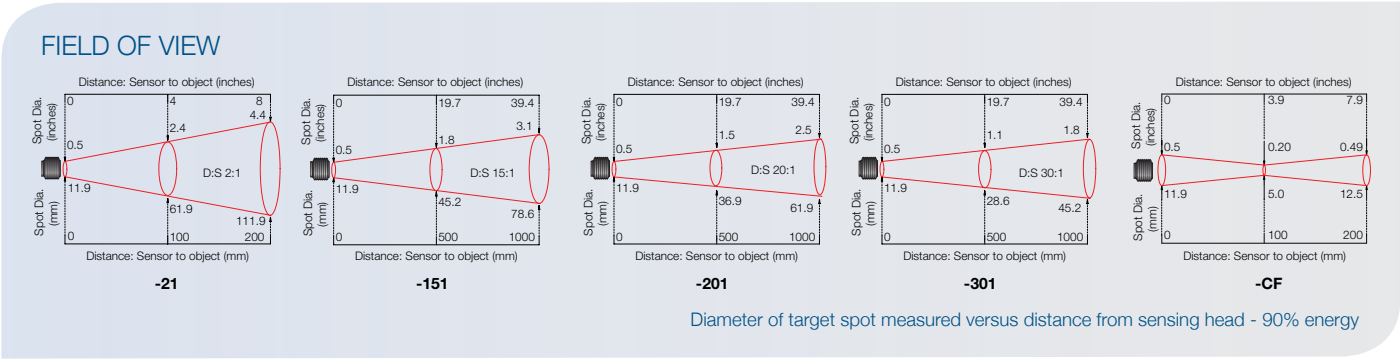 FIELD OF VIEW
Distance: Sensor to object (inches)
Spot Dia.
(inches)
0
4
8
4.4
2.4
0.5
D:S 2:1
11.9
61.9
111.9
Spot Dia.
(mm)
0
100
200
Distance: Sensor to object (mm)
-21
Distance: Sensor to object (inches)
Spot Dia.
(inches)
0
19.7
39.4
3.1
1.8
0.5
D:S 15:1
11.9
45.2
78.6
Spot Dia.
(mm)
0
500
1000
Distance: Sensor to object (mm)
-151
Distance: Sensor to object (inches)
Spot Dia.
(inches)
0
19.7
39.4
2.5
1.5
0.5
D:S 20:1
11.9
36.9
61.9
Spot Dia.
(mm)
0
500
1000
Distance: Sensor to object (mm)
-201
Distance: Sensor to object (inches)
Spot Dia.
(inches)
0
19.7
39.4
1.8
1.1
0.5
D:S 30:1
11.9
28.6
45.2
Spot Dia.
(mm)
0
500
1000
Distance: Sensor to object (mm)
-301
Distance: Sensor to object (inches)
Spot Dia.
(inches)
0
3.9
7.9
0.5
0.20
0.49
11.9
5.0
12.5
Spot Dia.
(mm)
0
100
200
Distance: Sensor to object (mm)
-CF
Diameter of target spot measured versus distance from sensing head - 90% energy